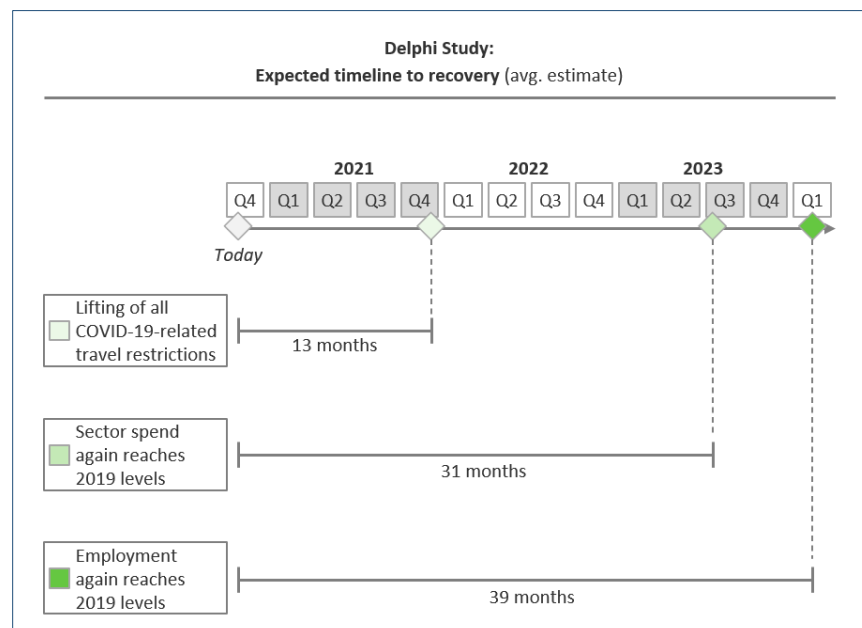 Delphi Study:
Expected timeline to recovery (avg. estimate)
2021 2022 2023
Q4 Q1 Q2 Q3 Q4 Q1 Q2 Q3 Q4 Q1 Q2 Q3 Q4 Q1
Today
Lifting of all
COVID-19-related
travel restrictions
13 months
Sector spend
again reaches
2019 levels
31 months
Employment
again reaches
2019 levels
39 months